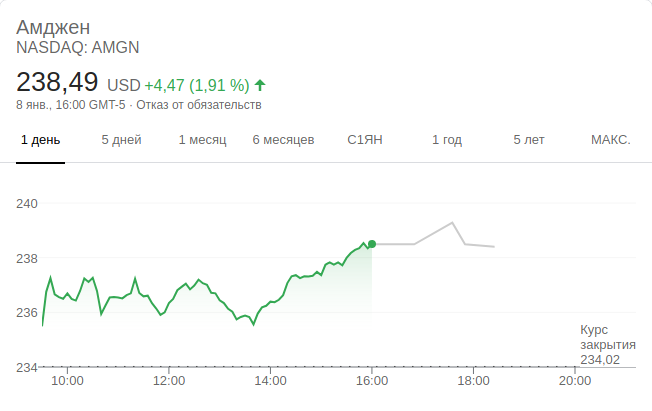 Амджен
NASDAQ: AMGN
238,49 USD +4,47 (1,91 %)
8 янв., 16:00 GMT-5 · Отказ от обязательств
1 день 5 дней 1 месяц 6 месяцев С1ЯН 1 год 5 лет МАКС.
240
238
236
Курс
закрытия
234,02
234
10:00 12:00 14:00 16:00 18:00 20:00